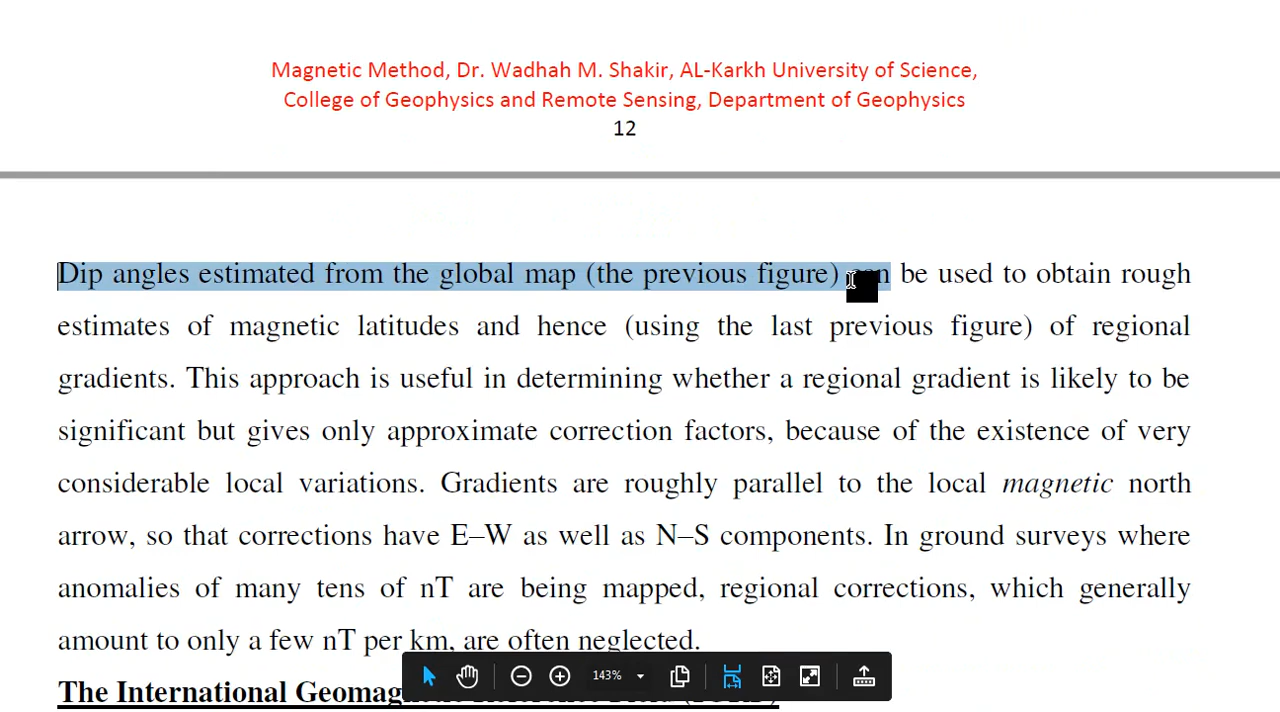 Magnetic Method, Dr. Wadhah M. Shakir, AL-Karkh University of Science,
College of Geophysics and Remote Sensing, Department of Geophysics
12
Dip angles estimated from the global map (the previous figure) can be used to obtain rough
estimates of magnetic latitudes and hence (using the last previous figure) of regional
gradients. This approach is useful in determining whether a regional gradient is likely to be
significant but gives only approximate correction factors, because of the existence of very
considerable local variations. Gradients are roughly parallel to the local magnetic north
arrow, so that corrections have E–W as well as N–S components. In ground surveys where
anomalies of many tens of nT are being mapped, regional corrections, which generally
amount to only a few nT per km, are often neglected.
The International Geomagnetic Reference Field
143%